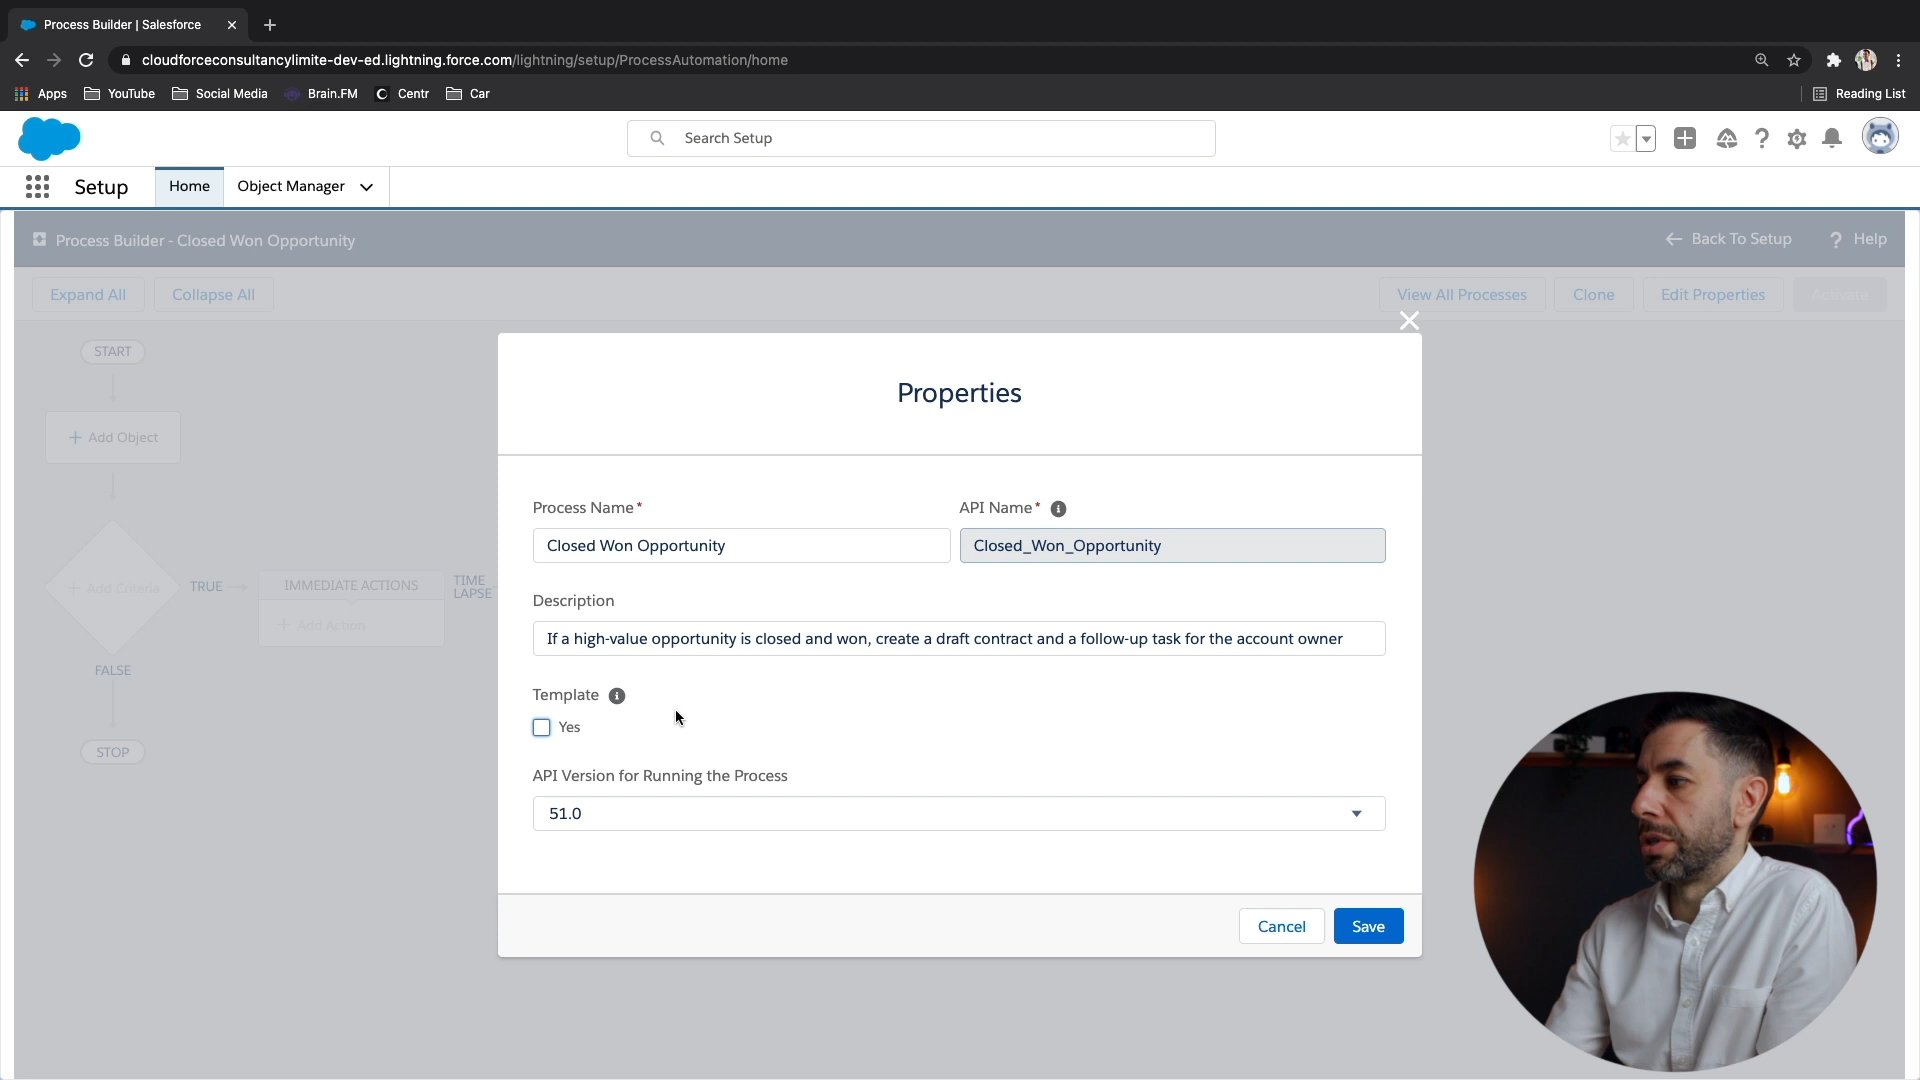 Process Builder | Salesforce
cloudforceconsultancylimite-dev-ed.lightning.force.com/lightning/setup/ProcessAutomation/home
Apps YouTube Social Media Brain.FM Centr Car Reading List
Search Setup
Setup Home Object Manager
Process Builder - Closed Won Opportunity Back To Setup Help
Expand All Collapse All View All Processes Clone Edit Properties Activate
START
Properties
+ Add Object
Process Name* API Name*
Closed Won Opportunity Closed_Won_Opportunity
+ Add Criteria TRUE IMMEDIATE ACTIONS TIME LAPSE
Description
+ Add Action
If a high-value opportunity is closed and won, create a draft contract and a follow-up task for the account owner
FALSE
Template
Yes
STOP
API Version for Running the Process
51.0
Cancel Save